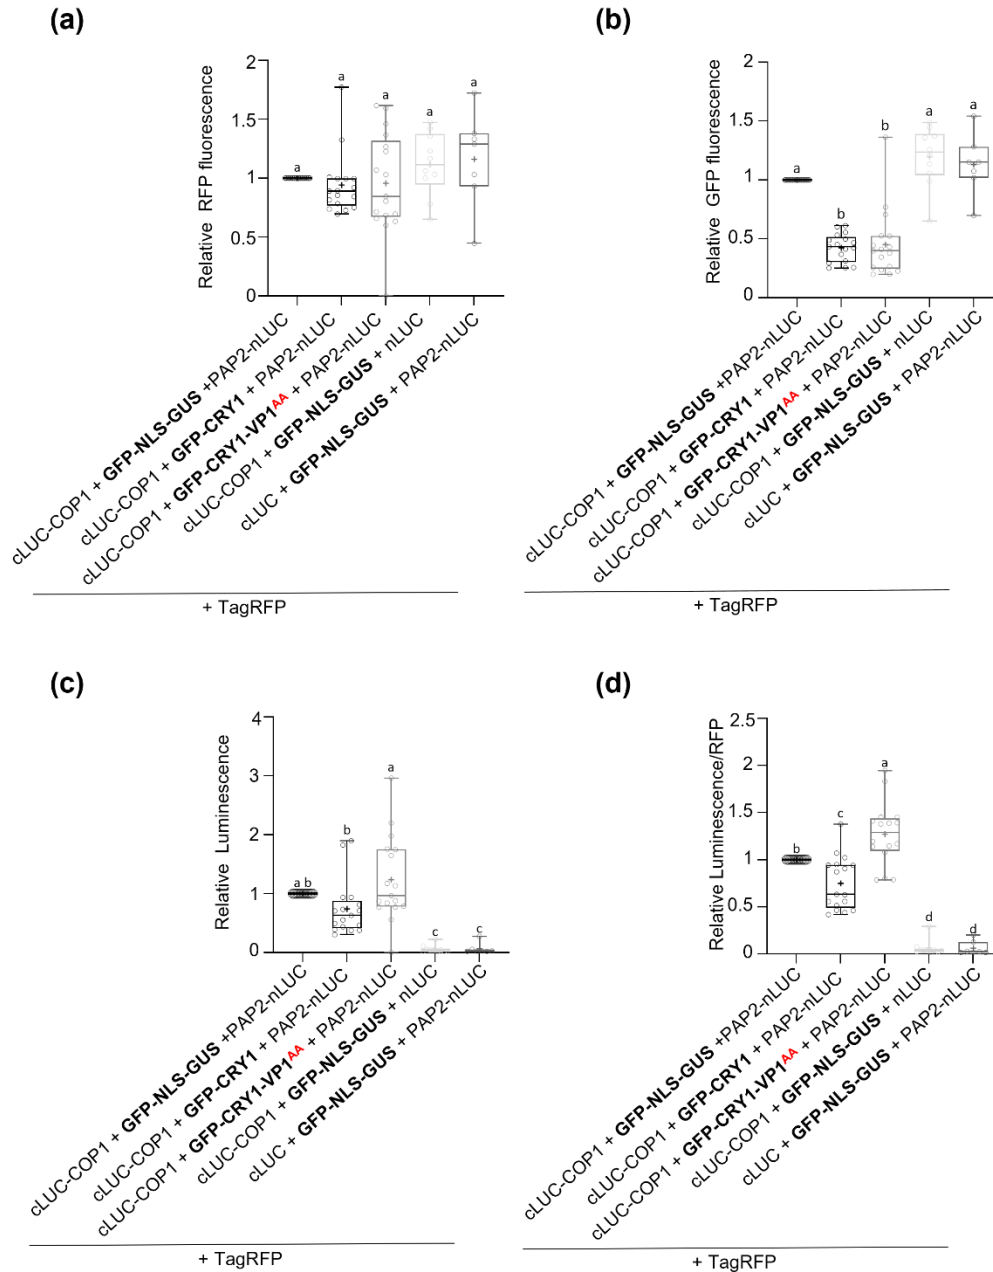 (a)
2
1.5
1
0.5
0
Relative RFP fluorescence
a
a
a
a
a
cLUC-COP1 + GFP-NLS-GUS +PAP2-nLUC
cLUC-COP1 + GFP-CRY1 + PAP2-nLUC
cLUC-COP1 + GFP-CRY1-VP1AA + PAP2-nLUC
cLUC-COP1 + GFP-NLS-GUS + nLUC
cLUC + GFP-NLS-GUS + PAP2-nLUC
+ TagRFP
(b)
2
1.5
1
0.5
0
Relative GFP fluorescence
a
b
b
a
a
cLUC-COP1 + GFP-NLS-GUS +PAP2-nLUC
cLUC-COP1 + GFP-CRY1 + PAP2-nLUC
cLUC-COP1 + GFP-CRY1-VP1AA + PAP2-nLUC
cLUC-COP1 + GFP-NLS-GUS + nLUC
cLUC + GFP-NLS-GUS + PAP2-nLUC
+ TagRFP
(c)
4
3
2
1
0
Relative Luminescence
a b
b
a
c
c
cLUC-COP1 + GFP-NLS-GUS +PAP2-nLUC
cLUC-COP1 + GFP-CRY1 + PAP2-nLUC
cLUC-COP1 + GFP-CRY1-VP1AA + PAP2-nLUC
cLUC-COP1 + GFP-NLS-GUS + nLUC
cLUC + GFP-NLS-GUS + PAP2-nLUC
+ TagRFP
(d)
2.5
2
1.5
1
0.5
0
Relative Luminescence/RFP
b
c
a
d
d
cLUC-COP1 + GFP-NLS-GUS +PAP2-nLUC
cLUC-COP1 + GFP-CRY1 + PAP2-nLUC
cLUC-COP1 + GFP-CRY1-VP1AA + PAP2-nLUC
cLUC-COP1 + GFP-NLS-GUS + nLUC
cLUC + GFP-NLS-GUS + PAP2-nLUC
+ TagRFP